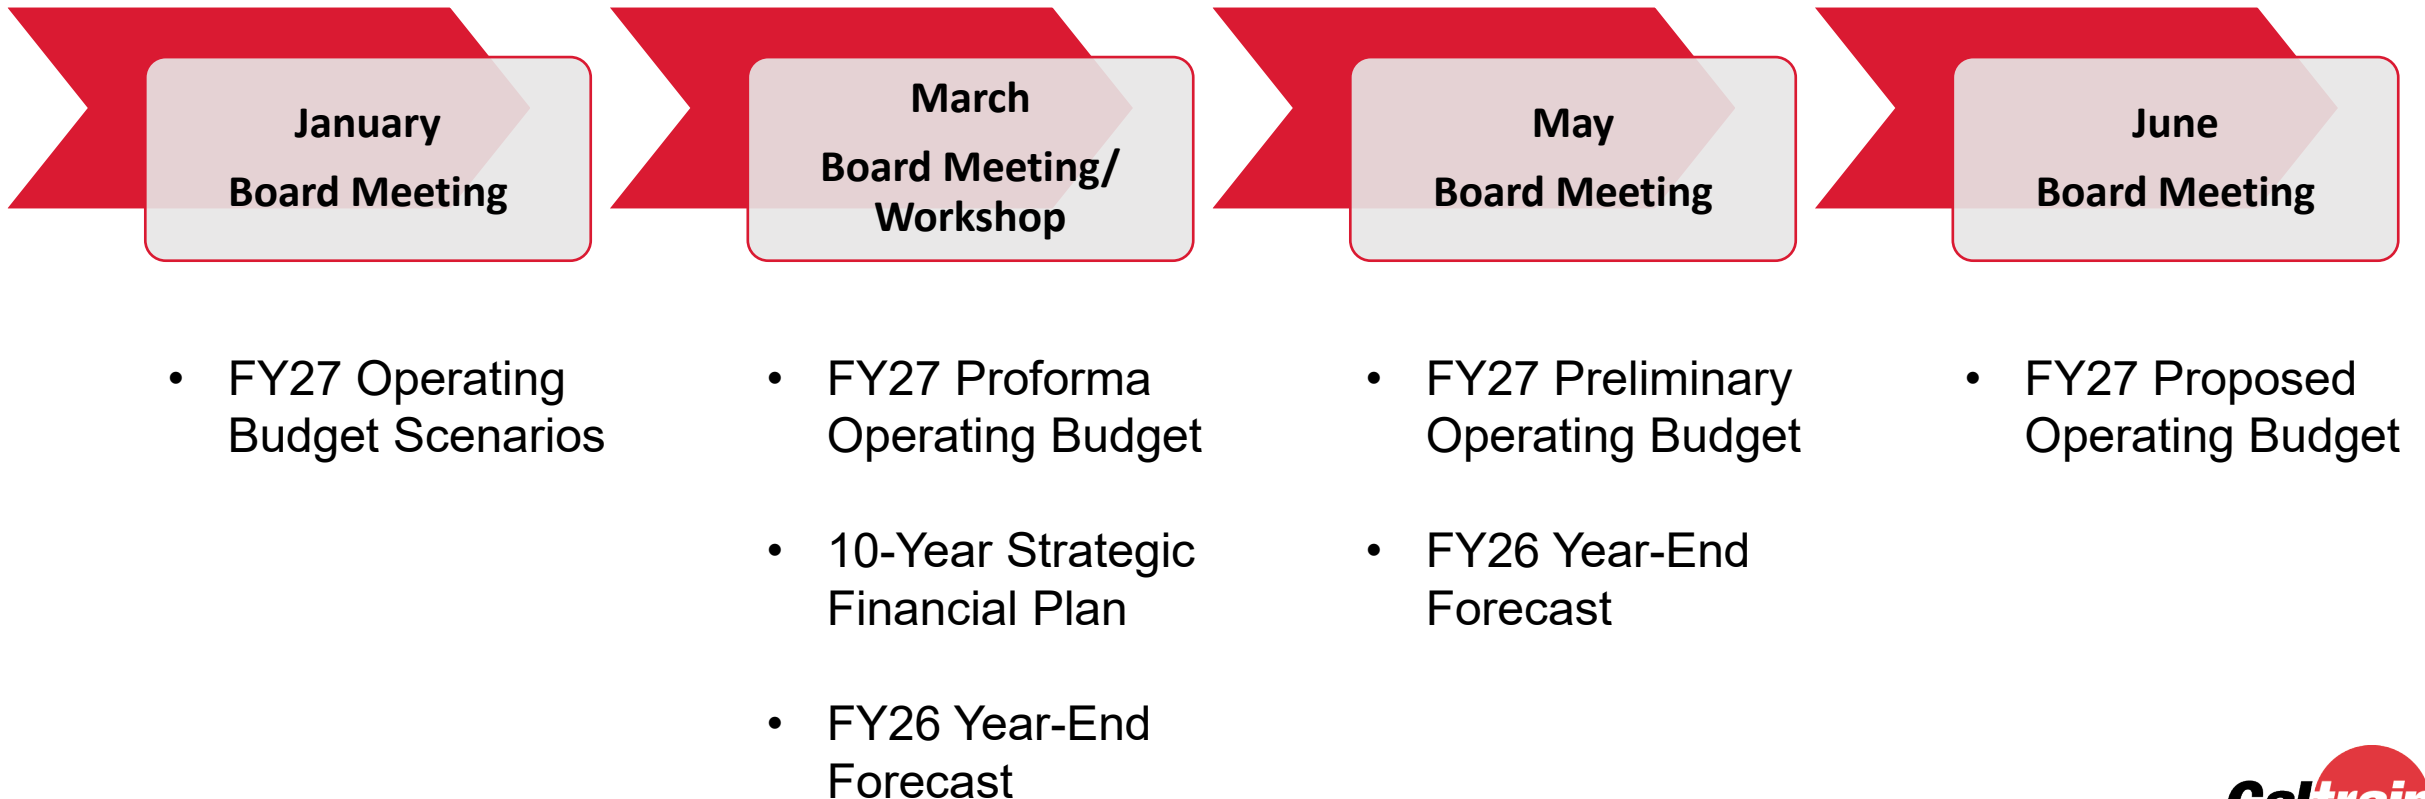 January
Board Meeting
March
Board Meeting/
Workshop
May
Board Meeting
June
Board Meeting
• FY27 Operating
Budget Scenarios
• FY27 Proforma
Operating Budget
• 10-Year Strategic
Financial Plan
• FY26 Year-End
Forecast
• FY27 Preliminary
Operating Budget
• FY26 Year-End
Forecast
• FY27 Proposed
Operating Budget
Caltrain